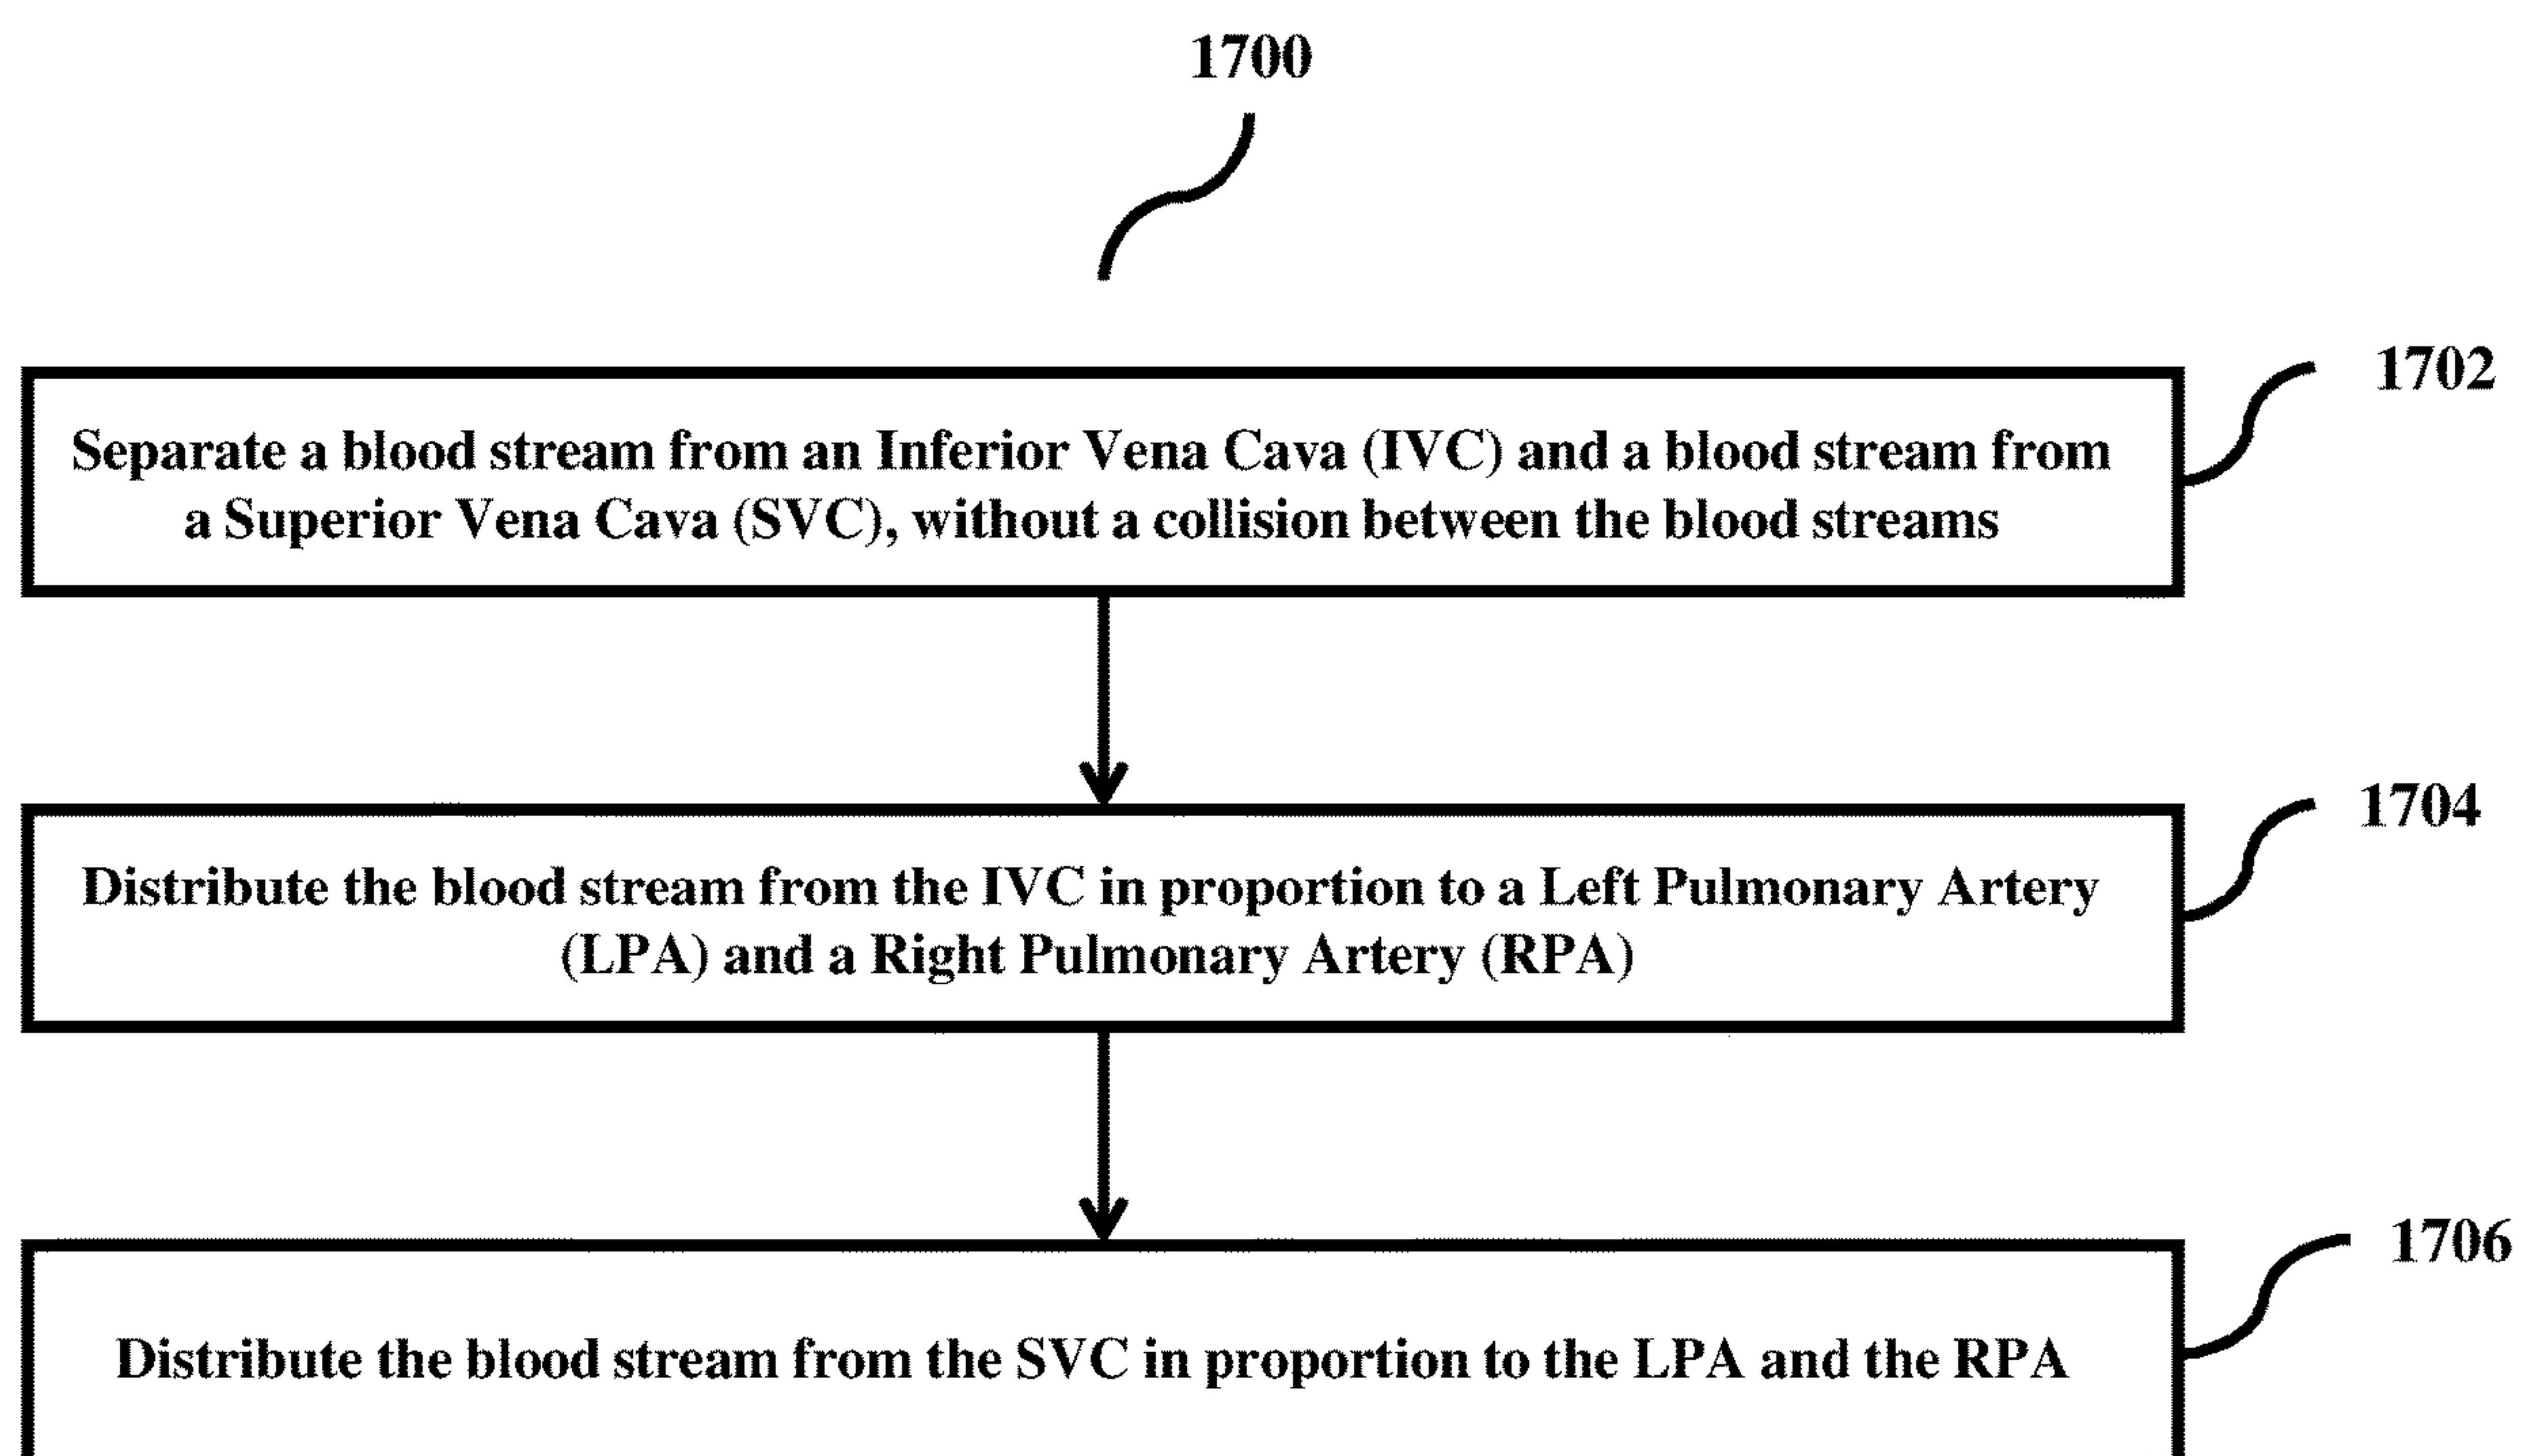 1700
1702
Separate a blood stream from an Inferior Vena Cava (IVC) and a blood stream from
a Superior Vena Cava (SVC), without a collision between the blood streams
1704
Distribute the blood stream from the IVC in proportion to a Left Pulmonary Artery
(LPA) and a Right Pulmonary Artery (RPA)
1706
Distribute the blood stream from the SVC in proportion to the LPA and the RPA